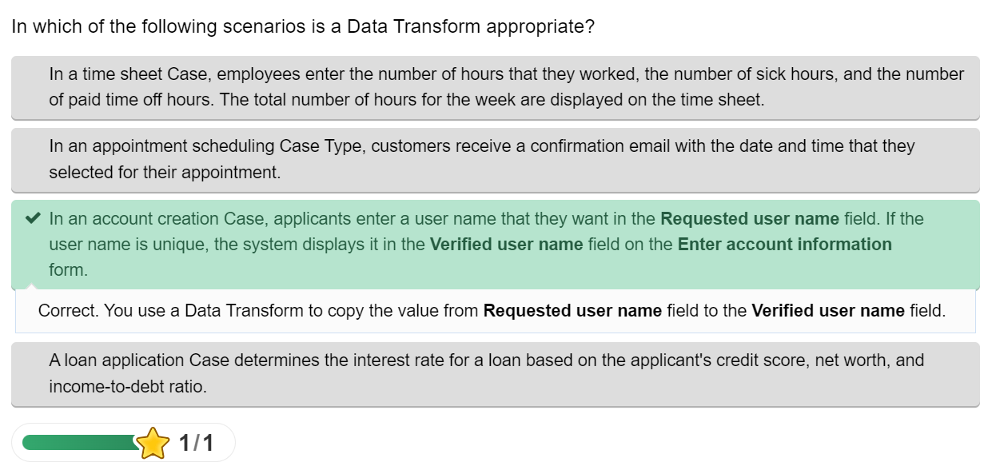 In which of the following scenarios is a Data Transform appropriate?
In a time sheet Case, employees enter the number of hours that they worked, the number of sick hours, and the number
of paid time off hours. The total number of hours for the week are displayed on the time sheet.
In an appointment scheduling Case Type, customers receive a confirmation email with the date and time that they
selected for their appointment.
In an account creation Case, applicants enter a user name that they want in the Requested user name field. If the
user name is unique, the system displays it in the Verified user name field on the Enter account information
form.
Correct. You use a Data Transform to copy the value from Requested user name field to the Verified user name field.
A loan application Case determines the interest rate for a loan based on the applicant's credit score, net worth, and
income-to-debt ratio.
1/1